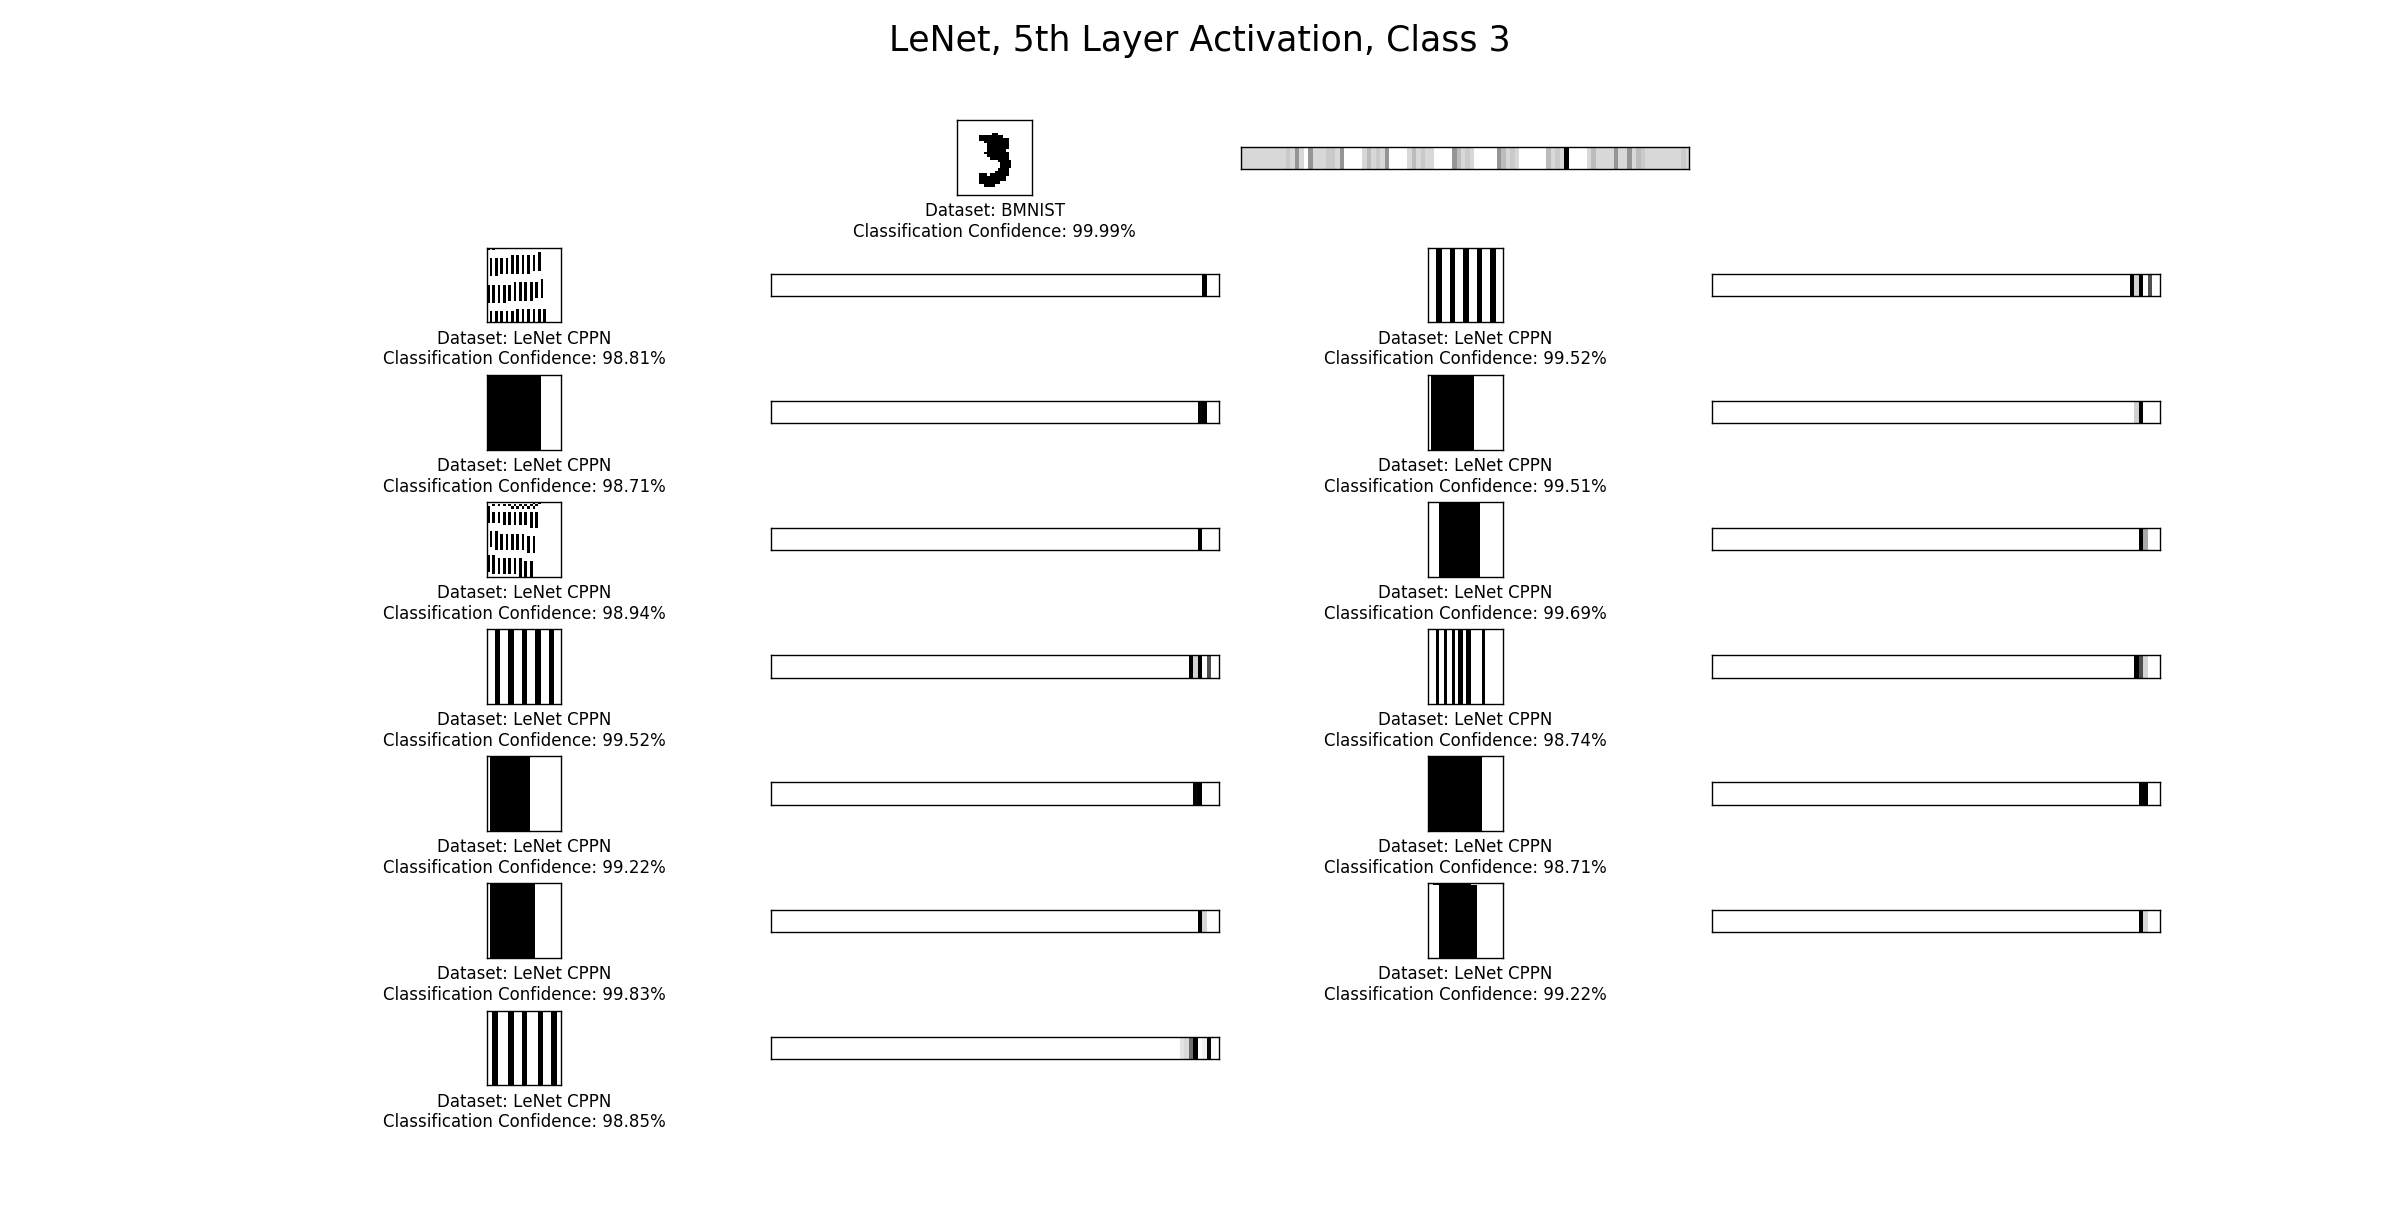 LeNet, 5th Layer Activation, Class 3
3
Dataset: BMNIST
Classification Confidence: 99.99%
Dataset: LeNet CPPN
Classification Confidence: 98.81%
Dataset: LeNet CPPN
Classification Confidence: 99.52%
Dataset: LeNet CPPN
Classification Confidence: 98.71%
Dataset: LeNet CPPN
Classification Confidence: 99.51%
Dataset: LeNet CPPN
Classification Confidence: 98.94%
Dataset: LeNet CPPN
Classification Confidence: 99.69%
Dataset: LeNet CPPN
Classification Confidence: 99.52%
Dataset: LeNet CPPN
Classification Confidence: 98.74%
Dataset: LeNet CPPN
Classification Confidence: 99.22%
Dataset: LeNet CPPN
Classification Confidence: 98.71%
Dataset: LeNet CPPN
Classification Confidence: 99.83%
Dataset: LeNet CPPN
Classification Confidence: 99.22%
Dataset: LeNet CPPN
Classification Confidence: 98.85%